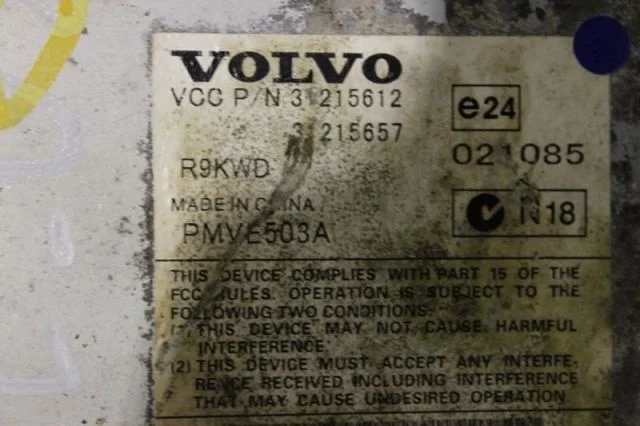 VOLVO
VCC P/N 31215612
31215657
e24
021085
R9KWD
MADE IN CHINA
PMVE503A
N18
THIS DEVICE COMPLIES WITH PART 15 OF THE
FCC RULES. OPERATION IS SUBJECT TO THE
FOLLOWING TWO CONDITIONS:
(1) THIS DEVICE MAY NOT CAUSE HARMFUL
INTERFERENCE.
(2) THIS DEVICE MUST ACCEPT ANY INTERFE-
RENCE RECEIVED INCLUDING INTERFERENCE
THAT MAY CAUSE UNDESIRED OPERATION